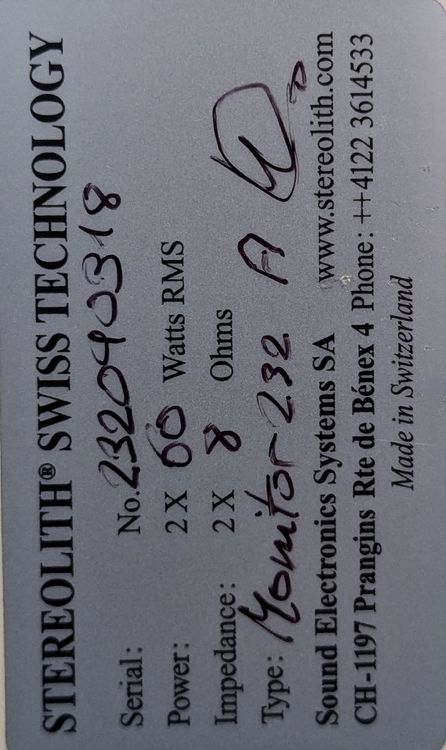 STEREOLITH® SWISS TECHNOLOGY
Serial: No. 232040318
Power: 2 X 60 Watts RMS
Impedance: 2 X 8 Ohms
Type: Monitor 232 A
Sound Electronics Systems SA www.stereolith.com
CH-1197 Prangins Rte de Bénex 4 Phone: ++4122 3614533
Made in Switzerland